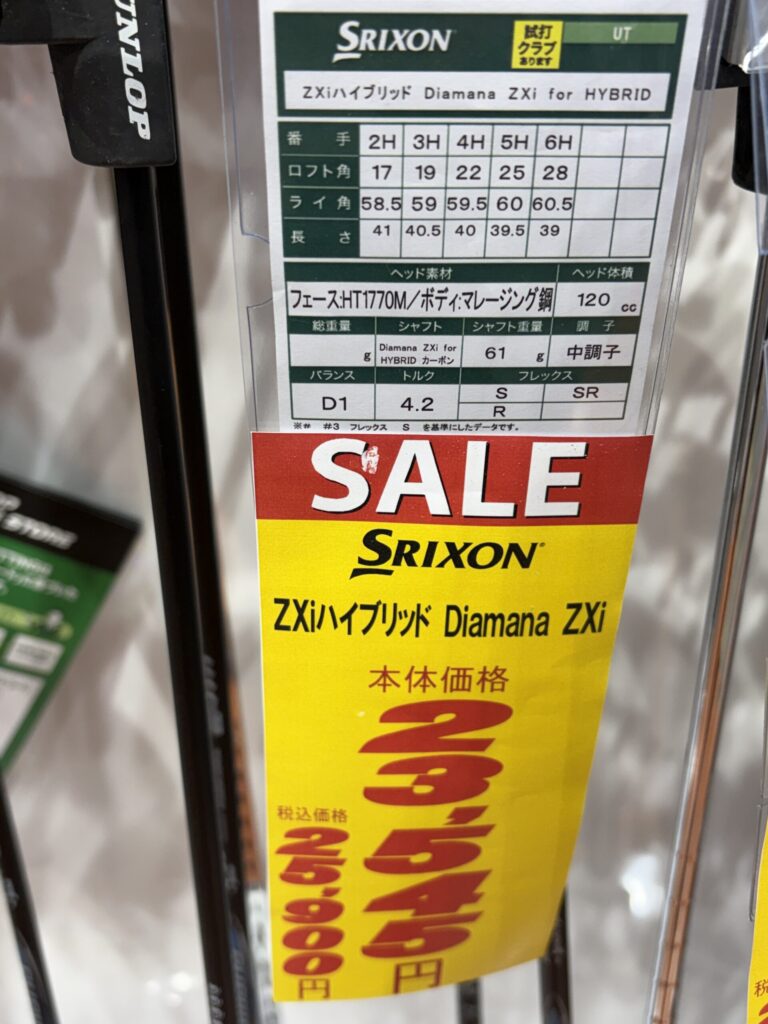 DUNLOP
SRIXON
試打
クラブ
あります
UT
ZXiハイブリッド Diamana ZXi for HYBRID
番手 2H 3H 4H 5H 6H
ロフト角 17 19 22 25 28
ライ角 58.5 59 59.5 60 60.5
長さ 41 40.5 40 39.5 39
ヘッド素材 ヘッド体積
フェース:HT1770M/ボディ:マレージング鋼 120 cc
総重量 シャフト シャフト重量 調子
g Diamana ZXi for HYBRID カーボン 61 g 中調子
バランス トルク フレックス
D1 4.2 S SR
R
※# #3 フレックス S を基準にしたデータです。
SALE
SRIXON
ZXiハイブリッド Diamana ZXi
本体価格
23,545円
税込価格
25,900円
STORE
税